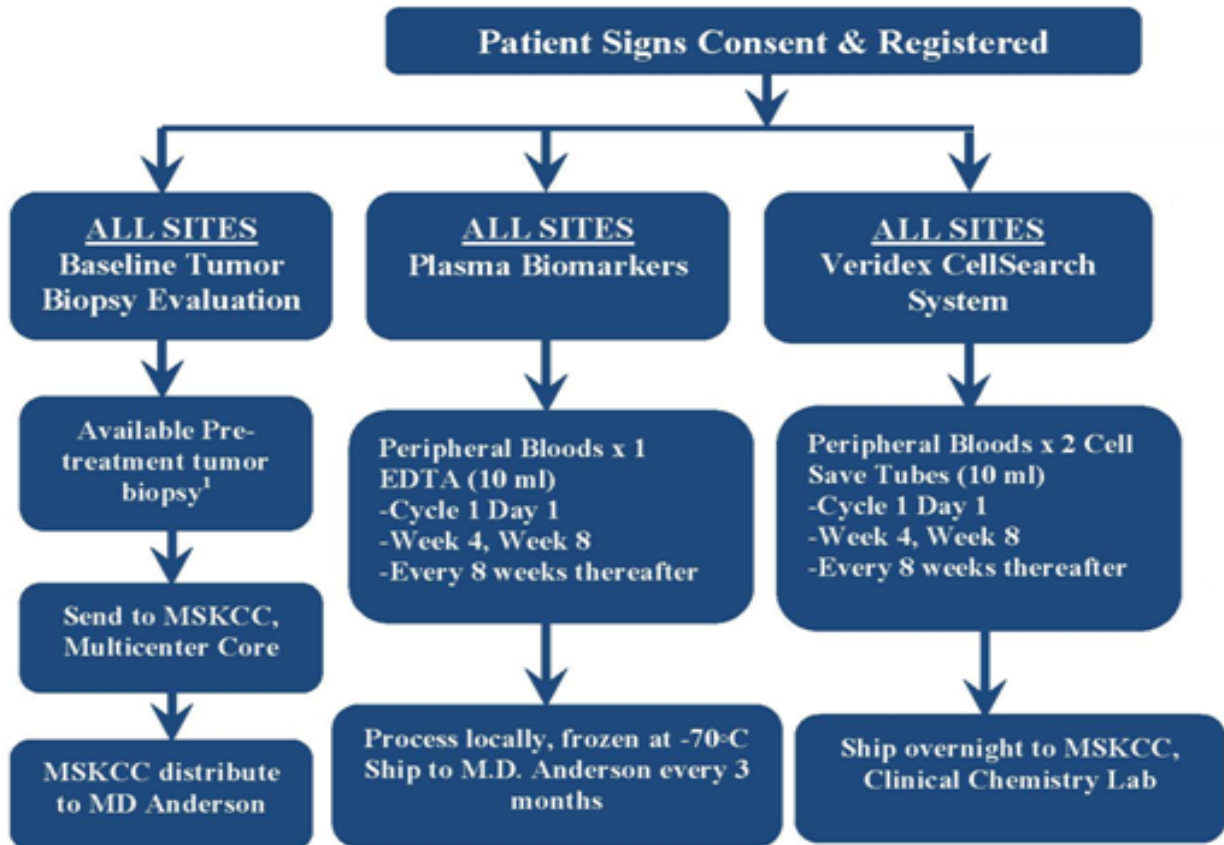 Patient Signs Consent & Registered
ALL SITES
Baseline Tumor
Biopsy Evaluation
ALL SITES
Plasma Biomarkers
ALL SITES
Veridex CellSearch
System
Available Pre-
treatment tumor
biopsy¹
Peripheral Bloods x 1
EDTA (10 ml)
-Cycle 1 Day 1
-Week 4, Week 8
-Every 8 weeks thereafter
Peripheral Bloods x 2 Cell
Save Tubes (10 ml)
-Cycle 1 Day 1
-Week 4, Week 8
-Every 8 weeks thereafter
Send to MSKCC,
Multicenter Core
MSKCC distribute
to MD Anderson
Process locally, frozen at -70◦C
Ship to M.D. Anderson every 3
months
Ship overnight to MSKCC,
Clinical Chemistry Lab